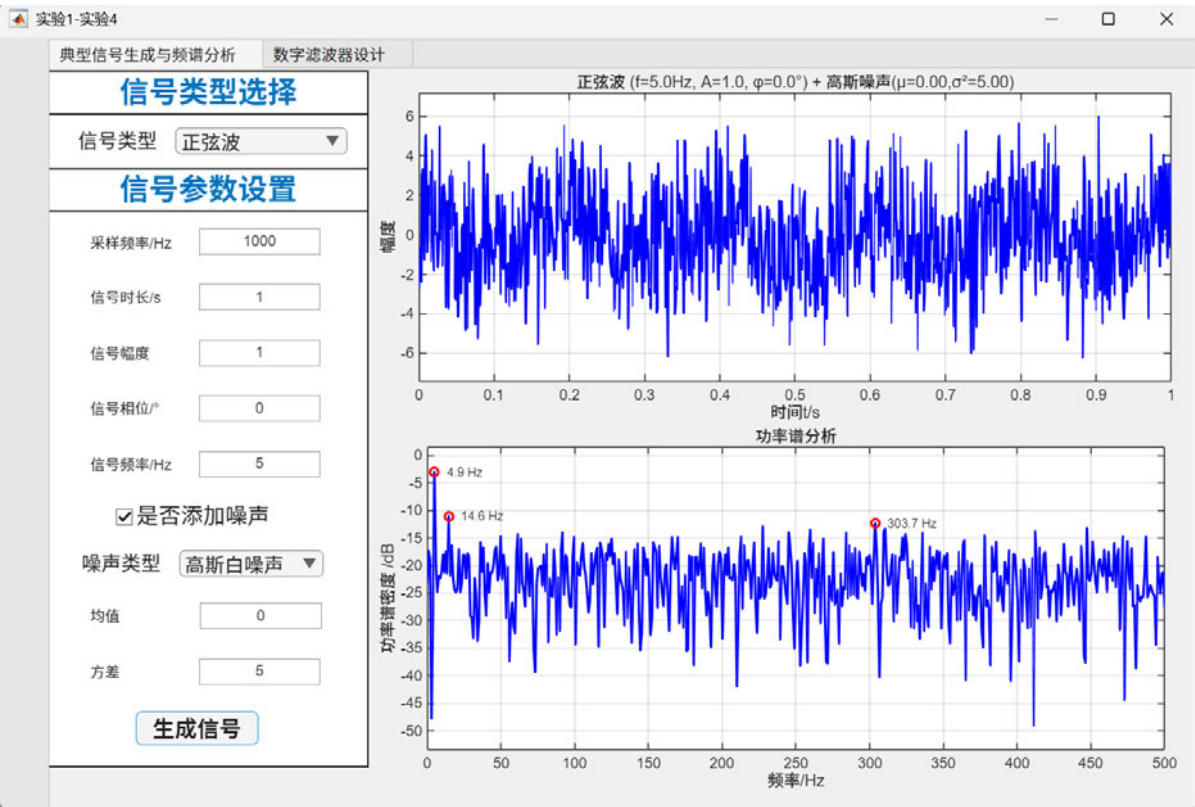 实验1-实验4
典型信号生成与频谱分析 数字滤波器设计
信号类型选择
信号类型 正弦波
信号参数设置
采样频率/Hz 1000
信号时长/s 1
信号幅度 1
信号相位/° 0
信号频率/Hz 5
是否添加噪声
噪声类型 高斯白噪声
均值 0
方差 5
生成信号
正弦波 (f=5.0Hz, A=1.0, φ=0.0°) + 高斯噪声(μ=0.00,σ²=5.00)
6
4
2
0
-2
-4
-6
幅度
0 0.1 0.2 0.3 0.4 0.5 0.6 0.7 0.8 0.9 1
时间t/s
功率谱分析
0
-5
-10
-15
-20
-25
-30
-35
-40
-45
-50
功率谱密度 /dB
4.9 Hz
14.6 Hz
303.7 Hz
0 50 100 150 200 250 300 350 400 450 500
频率/Hz